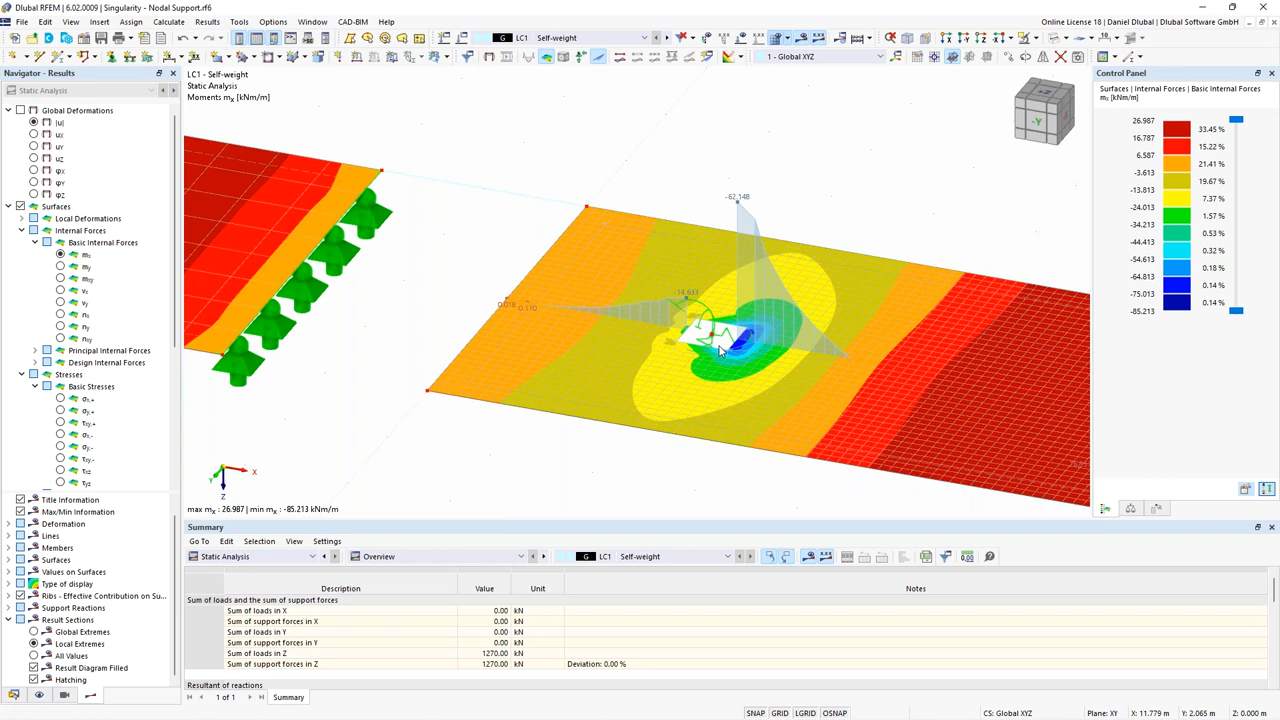 Dlubal RFEM | 6.02.0009 | Singularity - Nodal Support.rf6
File Edit View Insert Assign Calculate Results Tools Options Window CAD-BIM Help
Online License 18 | Daniel Dlubal | Dlubal Software GmbH
G LC1 Self-weight
1 - Global XYZ
Navigator - Results
Static Analysis
Global Deformations
|u|
ux
uY
uZ
φX
φY
φZ
Surfaces
Local Deformations
Internal Forces
Basic Internal Forces
mx
my
mxy
vx
vy
nx
ny
nxy
Principal Internal Forces
Design Internal Forces
Stresses
Basic Stresses
σx,+
σy,+
τxy,+
σx,-
σy,-
τxy,-
τxz
τyz
Title Information
Max/Min Information
Deformation
Lines
Members
Surfaces
Values on Surfaces
Type of display
Ribs - Effective Contribution on Su...
Support Reactions
Result Sections
Global Extremes
Local Extremes
All Values
Result Diagram Filled
Hatching
LC1 - Self-weight
Static Analysis
Moments mx [kNm/m]
-62.148
14.633
0.018
0.110
-Y
X
Y
Z
max mx : 26.987 | min mx : -85.213 kNm/m
Control Panel
Surfaces | Internal Forces | Basic Internal Forces
mx [kNm/m]
26.987
33.45 %
16.787
15.22 %
6.587
21.41 %
-3.613
19.67 %
-13.813
7.37 %
-24.013
1.57 %
-34.213
0.53 %
-44.413
0.32 %
-54.613
0.18 %
-64.813
0.14 %
-75.013
0.14 %
-85.213
Summary
Go To Edit Selection View Settings
Static Analysis Overview G LC1 Self-weight
Description Value Unit Notes
Sum of loads and the sum of support forces
Sum of loads in X 0.00 kN
Sum of support forces in X 0.00 kN
Sum of loads in Y 0.00 kN
Sum of support forces in Y 0.00 kN
Sum of loads in Z 1270.00 kN
Sum of support forces in Z 1270.00 kN Deviation: 0.00 %
Resultant of reactions
1 of 1 Summary
SNAP GRID LGRID OSNAP CS: Global XYZ Plane: XY X: 11.779 m Y: 2.065 m Z: 0.000 m